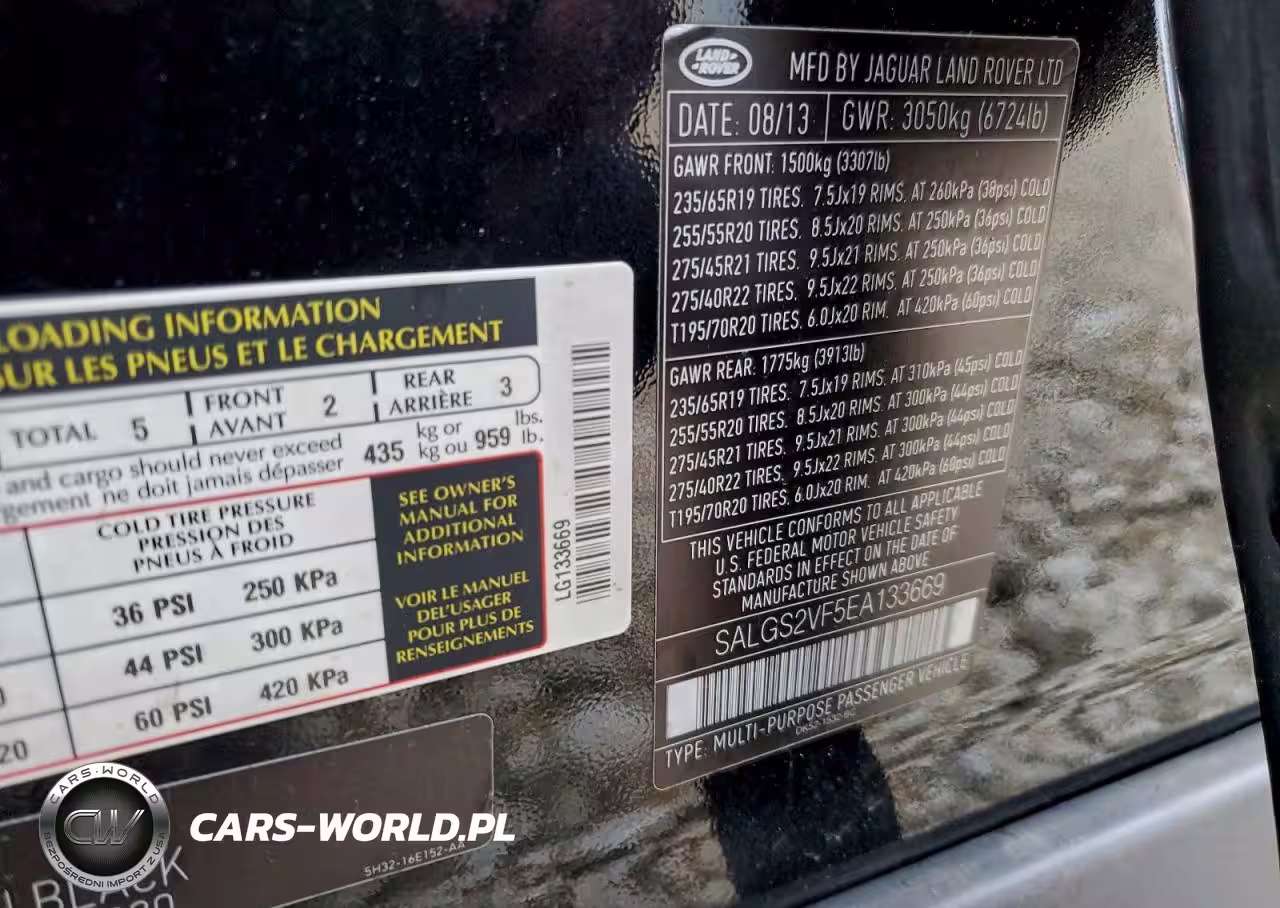 LOADING INFORMATION
SUR LES PNEUS ET LE CHARGEMENT
TOTAL 5
FRONT
AVANT 2
REAR
ARRIÈRE 3
and cargo should never exceed
gement ne doit jamais dépasser
435 kg or
kg ou 959 lbs.
lb.
COLD TIRE PRESSURE
PRESSION DES
PNEUS À FROID
36 PSI 250 KPa
44 PSI 300 KPa
60 PSI 420 KPa
0
20
SEE OWNER'S
MANUAL FOR
ADDITIONAL
INFORMATION
VOIR LE MANUEL
DEL'USAGER
POUR PLUS DE
RENSEIGNEMENTS
LG133669
LAND
ROVER
MFD BY JAGUAR LAND ROVER LTD
DATE: 08/13 GWR: 3050kg (6724lb)
GAWR FRONT: 1500kg (3307lb)
235/65R19 TIRES. 7.5Jx19 RIMS. AT 260kPa (38psi) COLD
255/55R20 TIRES. 8.5Jx20 RIMS. AT 250kPa (36psi) COLD
275/45R21 TIRES. 9.5Jx21 RIMS. AT 250kPa (36psi) COLD
275/40R22 TIRES. 9.5Jx22 RIMS. AT 250kPa (36psi) COLD
T195/70R20 TIRES. 6.0Jx20 RIM. AT 420kPa (60psi) COLD
GAWR REAR: 1775kg (3913lb)
235/65R19 TIRES. 7.5Jx19 RIMS. AT 310kPa (45psi) COLD
255/55R20 TIRES. 8.5Jx20 RIMS. AT 300kPa (44psi) COLD
275/45R21 TIRES. 9.5Jx21 RIMS. AT 300kPa (44psi) COLD
275/40R22 TIRES. 9.5Jx22 RIMS. AT 300kPa (44psi) COLD
T195/70R20 TIRES. 6.0Jx20 RIM. AT 420kPa (60psi) COLD
THIS VEHICLE CONFORMS TO ALL APPLICABLE
U.S. FEDERAL MOTOR VEHICLE SAFETY
STANDARDS IN EFFECT ON THE DATE OF
MANUFACTURE SHOWN ABOVE
SALGS2VF5EA133669
TYPE: MULTI-PURPOSE PASSENGER VEHICLE
5H32-16E152-AA
BLACK
CARS-WORLD
CW
BEZPOŚREDNI IMPORT Z USA
CARS-WORLD.PL